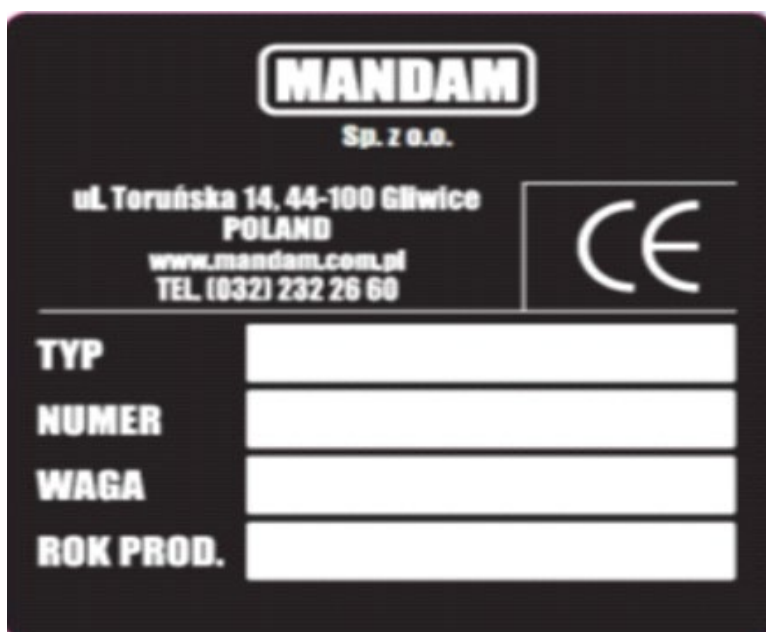 MANDAM
Sp. z o.o.
ul. Toruńska 14, 44-100 Gliwice
POLAND
www.mandam.com.pl
TEL. (032) 232 26 60
CE
TYP
NUMER
WAGA
ROK PROD.